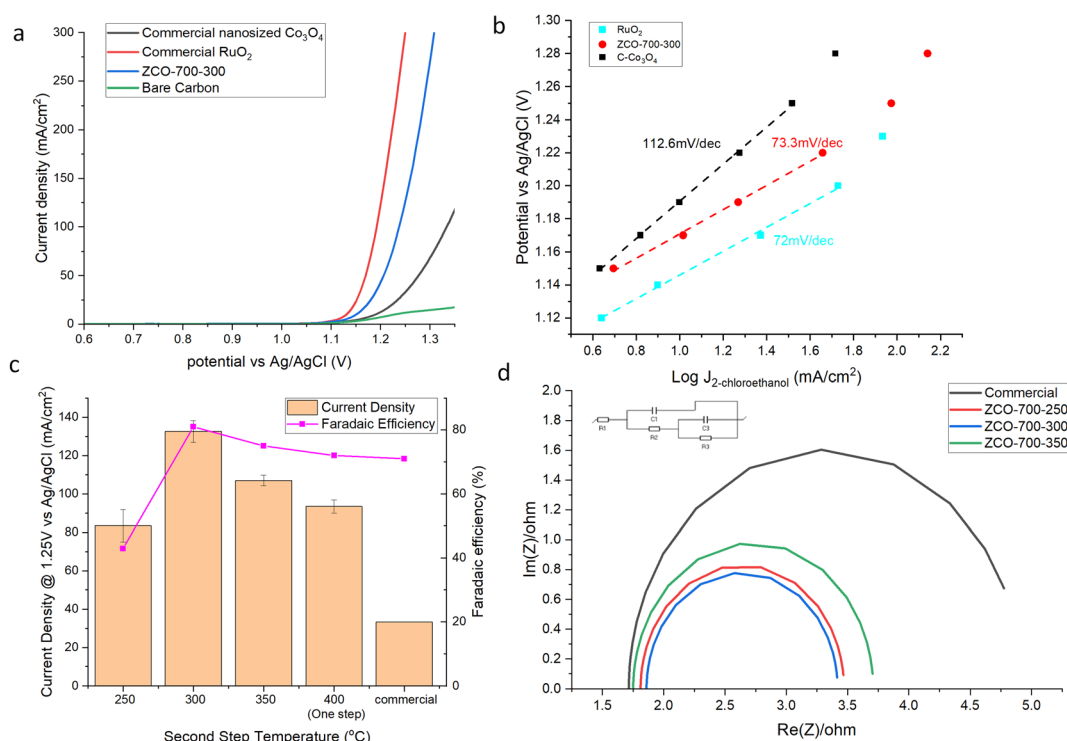 a
Commercial nanosized Co₃O₄
Commercial RuO₂
ZCO-700-300
Bare Carbon
300
250
200
150
100
50
0
Current density (mA/cm²)
0.6 0.7 0.8 0.9 1.0 1.1 1.2 1.3
potential vs Ag/AgCl (V)
b
RuO₂
ZCO-700-300
C-Co₃O₄
1.28
1.26
1.24
1.22
1.20
1.18
1.16
1.14
1.12
Potential vs Ag/AgCl (V)
112.6mV/dec
73.3mV/dec
72mV/dec
0.6 0.8 1.0 1.2 1.4 1.6 1.8 2.0 2.2
Log J₂₋chloroethanol (mA/cm²)
c
Current Density
Faradaic Efficiency
140
120
100
80
60
40
20
0
Current Density @ 1.25V vs Ag/AgCl (mA/cm²)
80
60
40
20
0
Faradaic efficiency (%)
250 300 350 400 commercial
(One step)
Second Step Temperature (°C)
d
Commercial
ZCO-700-250
ZCO-700-300
ZCO-700-350
R1
C1
R2
C3
R3
2.0
1.8
1.6
1.4
1.2
1.0
0.8
0.6
0.4
0.2
0.0
Im(Z)/ohm
1.5 2.0 2.5 3.0 3.5 4.0 4.5 5.0
Re(Z)/ohm